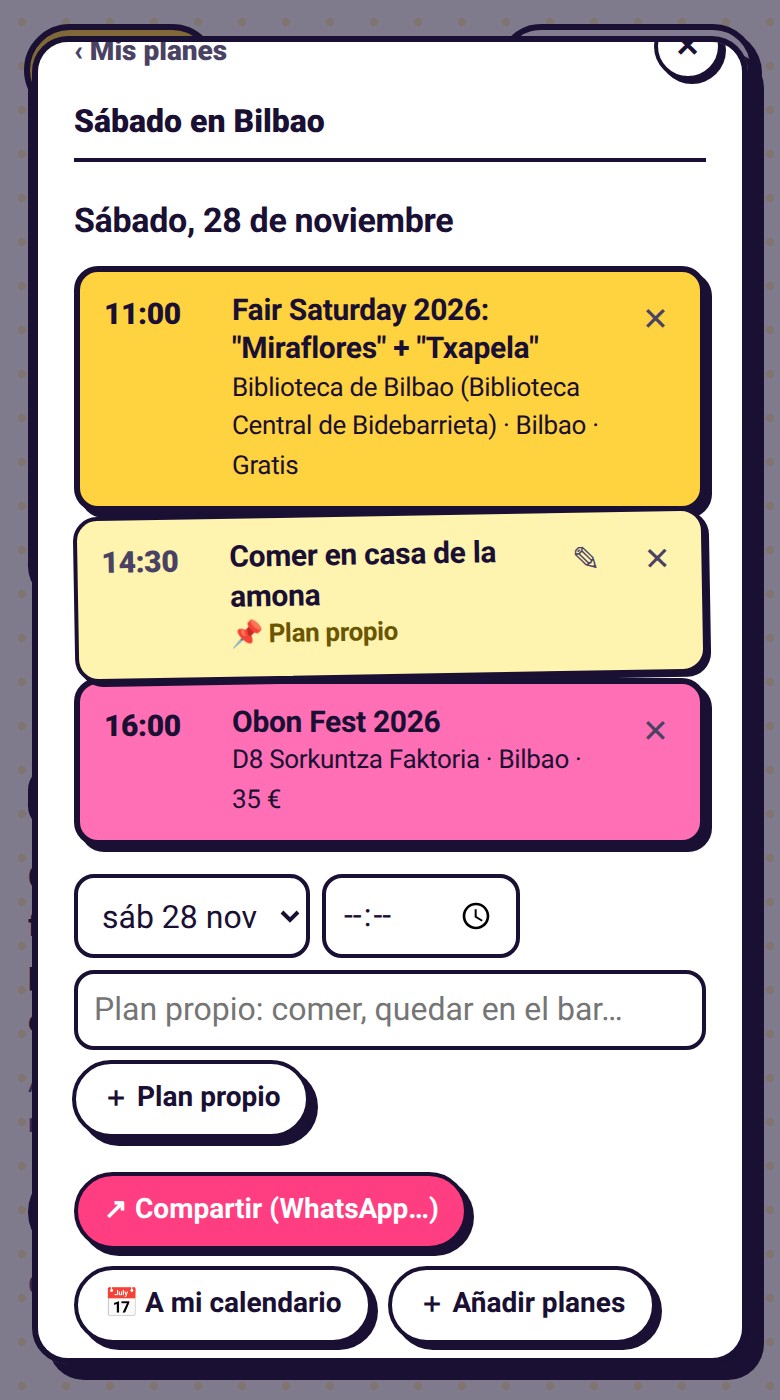 ‹ Mis planes
✕
Sábado en Bilbao
Sábado, 28 de noviembre
11:00
Fair Saturday 2026:
"Miraflores" + "Txapela"
Biblioteca de Bilbao (Biblioteca
Central de Bidebarrieta) · Bilbao ·
Gratis
✕
14:30
Comer en casa de la
amona
📌 Plan propio
✎ ✕
16:00
Obon Fest 2026
D8 Sorkuntza Faktoria · Bilbao ·
35 €
✕
sáb 28 nov
--:--
Plan propio: comer, quedar en el bar…
+ Plan propio
↗ Compartir (WhatsApp…)
📅 A mi calendario
+ Añadir planes